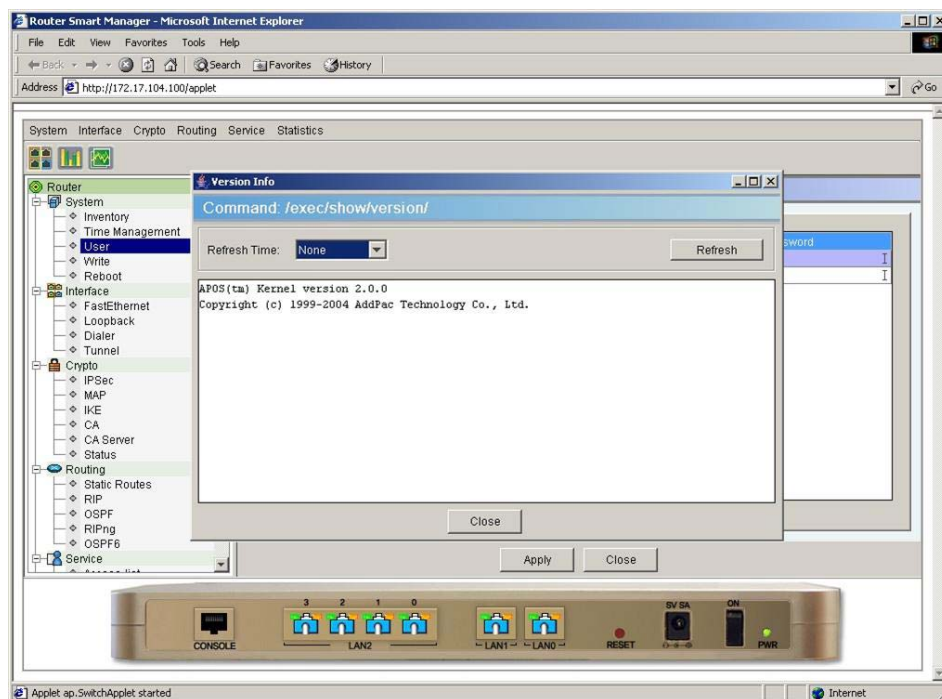 Router Smart Manager - Microsoft Internet Explorer
File Edit View Favorites Tools Help
Back Search Favorites History
Address http://172.17.104.100/applet Go
System Interface Crypto Routing Service Statistics
Router
System
Inventory
Time Management
User
Write
Reboot
Interface
FastEthernet
Loopback
Dialer
Tunnel
Crypto
IPSec
MAP
IKE
CA
CA Server
Status
Routing
Static Routes
RIP
OSPF
RIPng
OSPF6
Service
Version Info
Command: /exec/show/version/
Refresh Time: None Refresh
APOS(tm) Kernel version 2.0.0
Copyright (c) 1999-2004 AddPac Technology Co., Ltd.
Close
sword
Apply Close
3 2 1 0 5V 5A ON
CONSOLE LAN2 LAN1 LAN0 RESET PWR
Applet ap.SwitchApplet started Internet